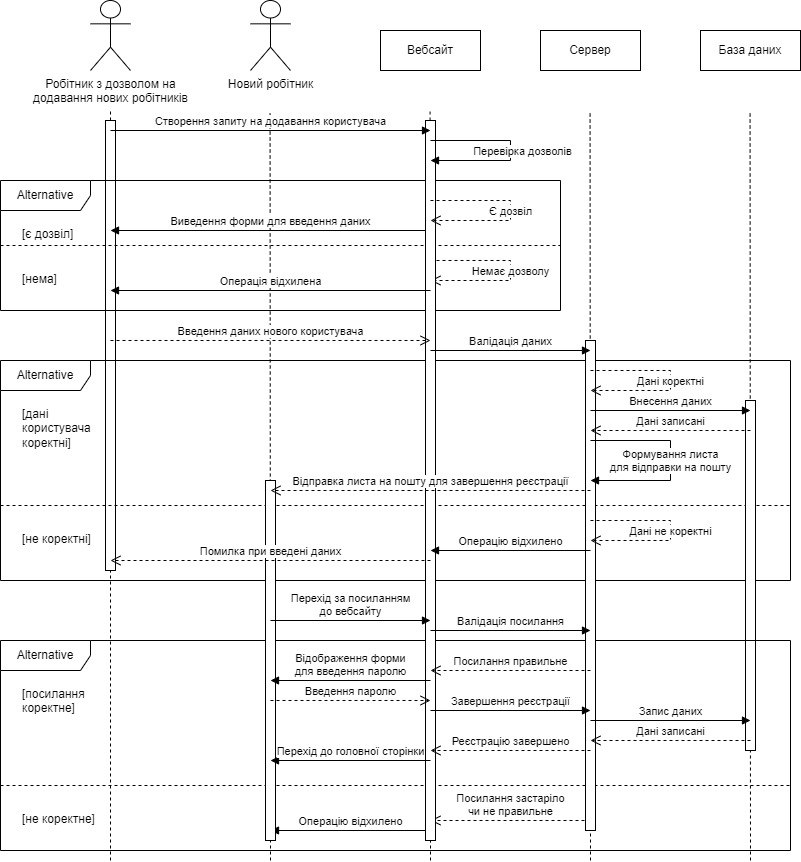 Робітник з дозволом на
додавання нових робітників
Новий робітник
Вебсайт
Сервер
База даних
Створення запиту на додавання користувача
Перевірка дозволів
Alternative
Є дозвіл
Виведення форми для введення даних
[є дозвіл]
[нема]
Немає дозволу
Операція відхилена
Введення даних нового користувача
Валідація даних
Alternative
Дані коректні
[дані
користувача
коректні]
Внесення даних
Дані записані
Формування листа
для відправки на пошту
Відправка листа на пошту для завершення реєстрації
[не коректні]
Дані не коректні
Операцію відхилено
Помилка при введені даних
Перехід за посиланням
до вебсайту
Валідація посилання
Alternative
Відображення форми
для введення паролю
Посилання правильне
[посилання
коректне]
Введення паролю
Завершення реєстрації
Запис даних
Дані записані
Реєстрацію завершено
Перехід до головної сторінки
[не коректне]
Посилання застаріло
чи не правильне
Операцію відхилено